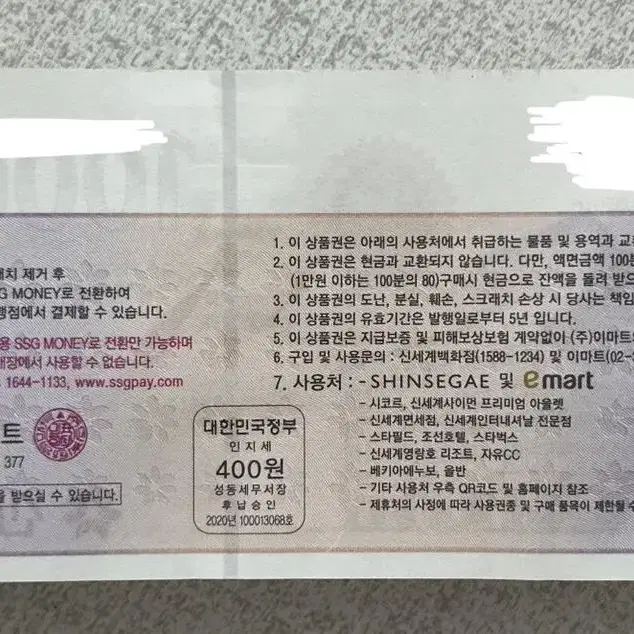 치 제거 후
G MONEY로 전환하여
행점에서 결제할 수 있습니다.
용 SSG MONEY로 전환만 가능하며
매장에서 사용할 수 없습니다.
1644-1133, www.ssgpay.com
트
377
을 받으실 수 있습니다.
대한민국정부
인지세
400원
성동세무서장
후납승인
2020년 100013068호
1. 이 상품권은 아래의 사용처에서 취급하는 물품 및 용역과 교
2. 이 상품권은 현금과 교환되지 않습니다. 다만, 액면금액 100분
(1만원 이하는 100분의 80)구매시 현금으로 잔액을 돌려 받으
3. 이 상품권의 도난, 분실, 훼손, 스크래치 손상 시 당사는 책임
4. 이 상품권의 유효기간은 발행일로부터 5년 입니다.
5. 이 상품권은 지급보증 및 피해보상보험 계약없이 (주)이마트의
6. 구입 및 사용문의 : 신세계백화점(1588-1234) 및 이마트(02-3
7. 사용처 : - SHINSEGAE 및 emart
- 시코르, 신세계사이먼 프리미엄 아울렛
- 신세계면세점, 신세계인터내셔날 전문점
- 스타필드, 조선호텔, 스타벅스
- 신세계영랑호 리조트, 자유CC
- 베키아에누보, 올반
- 기타 사용처 우측 QR코드 및 홈페이지 참조
- 제휴처의 사정에 따라 사용권종 및 구매 품목이 제한될 수